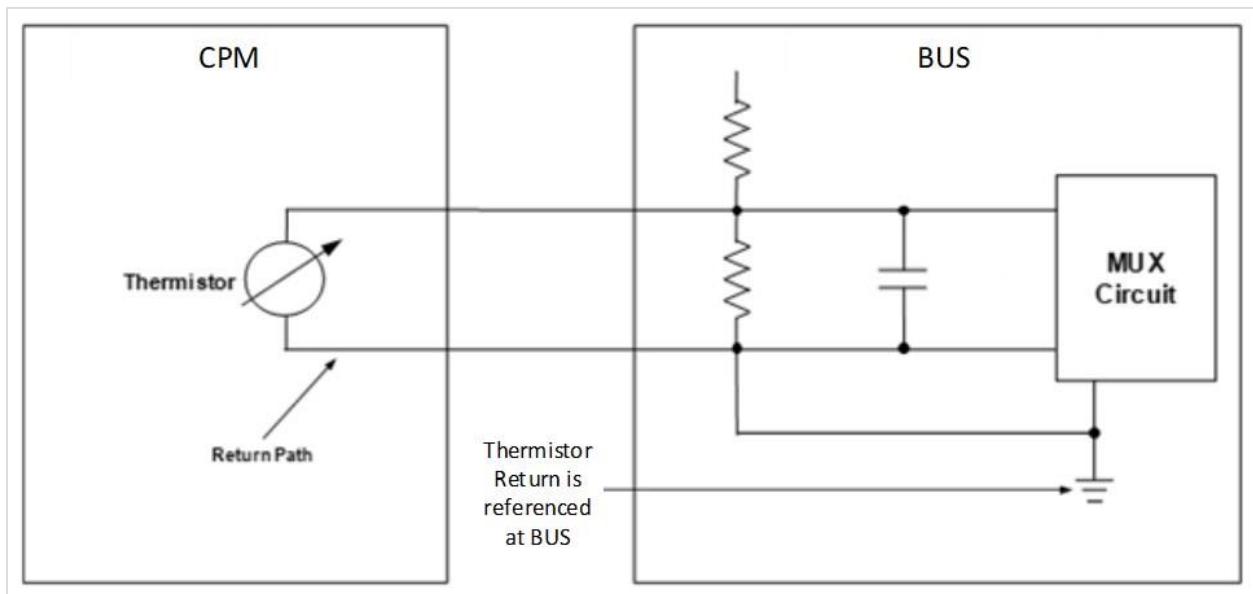 CPM
BUS
Thermistor
MUX
Circuit
Return Path
Thermistor
Return is
referenced
at BUS